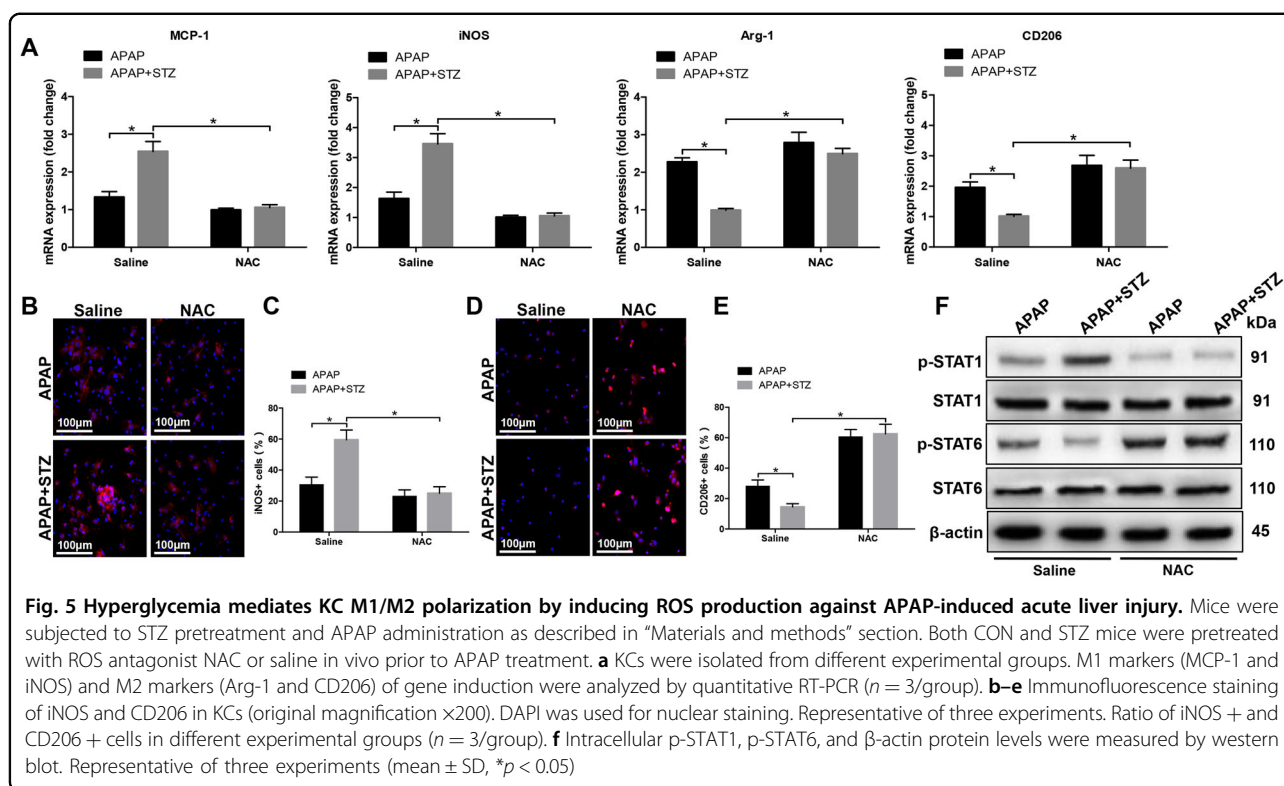 A
MCP-1
APAP
APAP+STZ
mRNA expression (fold change)
4
3
2
1
0
*
*
Saline
NAC
iNOS
APAP
APAP+STZ
mRNA expression (fold change)
5
4
3
2
1
0
*
*
Saline
NAC
Arg-1
APAP
APAP+STZ
mRNA expression (fold change)
4
3
2
1
0
*
*
Saline
NAC
CD206
APAP
APAP+STZ
mRNA expression (fold change)
5
4
3
2
1
0
*
*
Saline
NAC
B
Saline
NAC
APAP
100μm
100μm
APAP+STZ
100μm
100μm
C
APAP
APAP+STZ
iNOS+ cells (%)
80
60
40
20
0
*
*
Saline
NAC
D
Saline
NAC
APAP
100μm
100μm
APAP+STZ
100μm
100μm
E
APAP
APAP+STZ
CD206+ cells (%)
80
60
40
20
0
*
*
Saline
NAC
F
APAP
APAP+STZ
APAP
APAP+STZ
kDa
p-STAT1
91
STAT1
91
p-STAT6
110
STAT6
110
β-actin
45
Saline
NAC
Fig. 5 Hyperglycemia mediates KC M1/M2 polarization by inducing ROS production against APAP-induced acute liver injury. Mice were
subjected to STZ pretreatment and APAP administration as described in “Materials and methods” section. Both CON and STZ mice were pretreated
with ROS antagonist NAC or saline in vivo prior to APAP treatment. a KCs were isolated from different experimental groups. M1 markers (MCP-1 and
iNOS) and M2 markers (Arg-1 and CD206) of gene induction were analyzed by quantitative RT-PCR (n = 3/group). b–e Immunofluorescence staining
of iNOS and CD206 in KCs (original magnification ×200). DAPI was used for nuclear staining. Representative of three experiments. Ratio of iNOS + and
CD206 + cells in different experimental groups (n = 3/group). f Intracellular p-STAT1, p-STAT6, and β-actin protein levels were measured by western
blot. Representative of three experiments (mean ± SD, *p < 0.05)